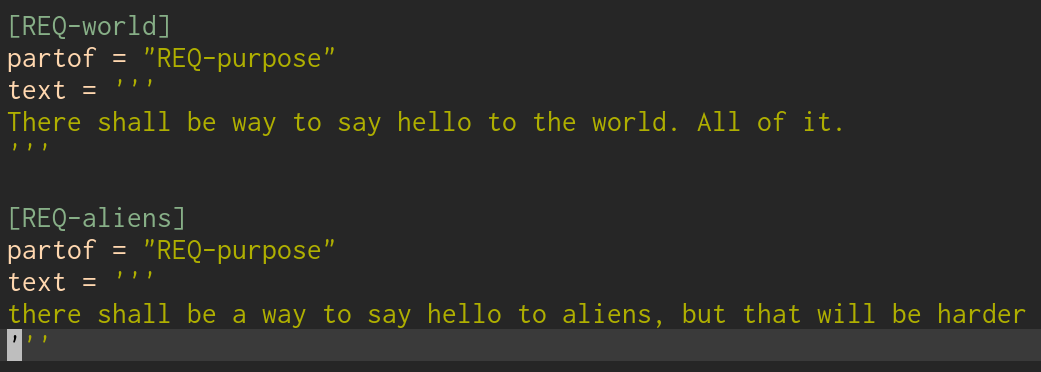 [REQ-world]
partof = "REQ-purpose"
text = '''
There shall be way to say hello to the world. All of it.
'''
[REQ-aliens]
partof = "REQ-purpose"
text = '''
there shall be a way to say hello to aliens, but that will be harder
'''